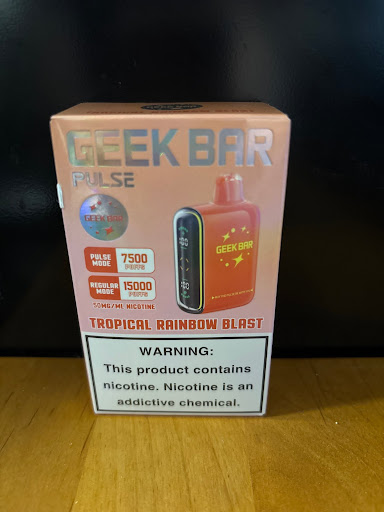 GEEK BAR
PULSE
GEEK BAR
GEEK BAR
PULSE MODE 7500 PUFFS
REGULAR MODE 15000 PUFFS
50MG/ML NICOTINE
TROPICAL RAINBOW BLAST
WARNING:
This product contains
nicotine. Nicotine is an
addictive chemical.